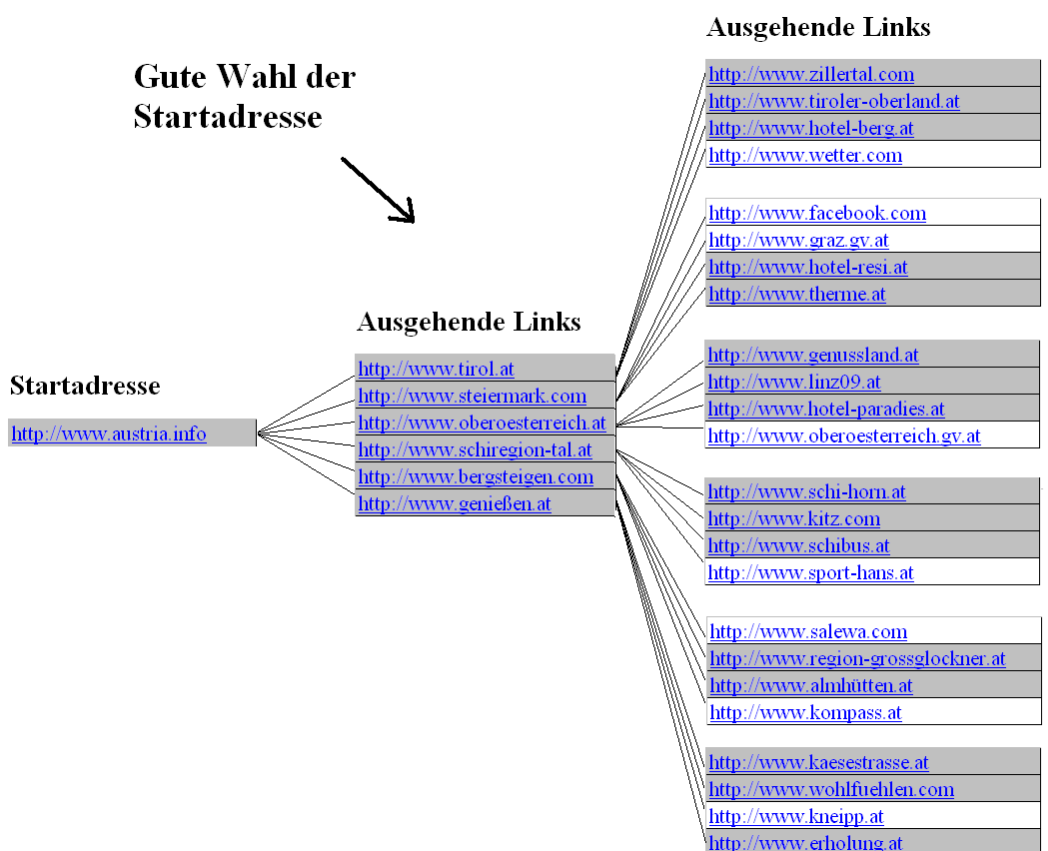 Ausgehende Links
Gute Wahl der
Startadresse
http://www.zillertal.com
http://www.tiroler-oberland.at
http://www.hotel-berg.at
http://www.wetter.com
http://www.facebook.com
http://www.graz.gv.at
http://www.hotel-resi.at
http://www.therme.at
Ausgehende Links
http://www.tirol.at
http://www.steiermark.com
http://www.oberoesterreich.at
http://www.schiregion-tal.at
http://www.bergsteigen.com
http://www.genießen.at
Startadresse
http://www.austria.info
http://www.genussland.at
http://www.linz09.at
http://www.hotel-paradies.at
http://www.oberoesterreich.gv.at
http://www.schi-horn.at
http://www.kitz.com
http://www.schibus.at
http://www.sport-hans.at
http://www.salewa.com
http://www.region-grossglockner.at
http://www.almhütten.at
http://www.kompass.at
http://www.kaesestrasse.at
http://www.wohlfuehlen.com
http://www.kneipp.at
http://www.erholung.at